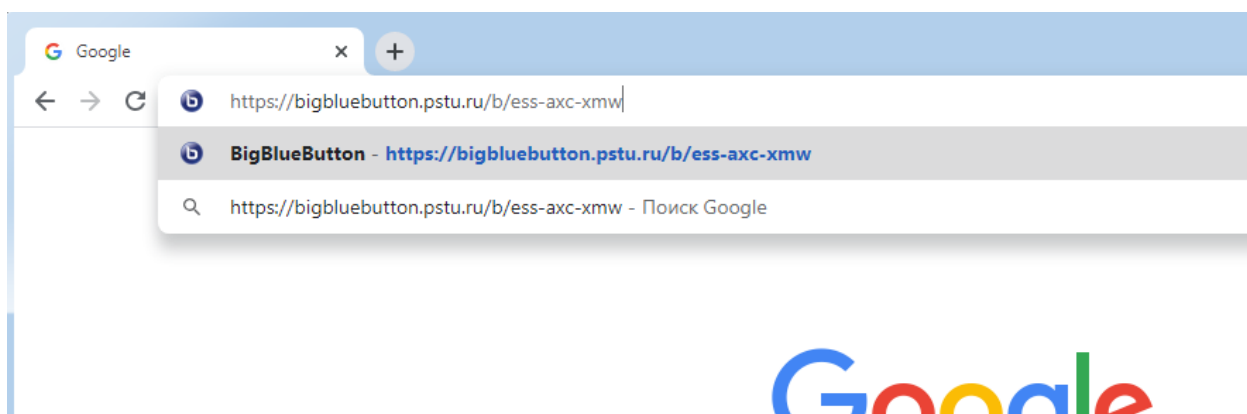 Google
https://bigbluebutton.pstu.ru/b/ess-axc-xmw
BigBlueButton - https://bigbluebutton.pstu.ru/b/ess-axc-xmw
https://bigbluebutton.pstu.ru/b/ess-axc-xmw - Поиск Google
Google